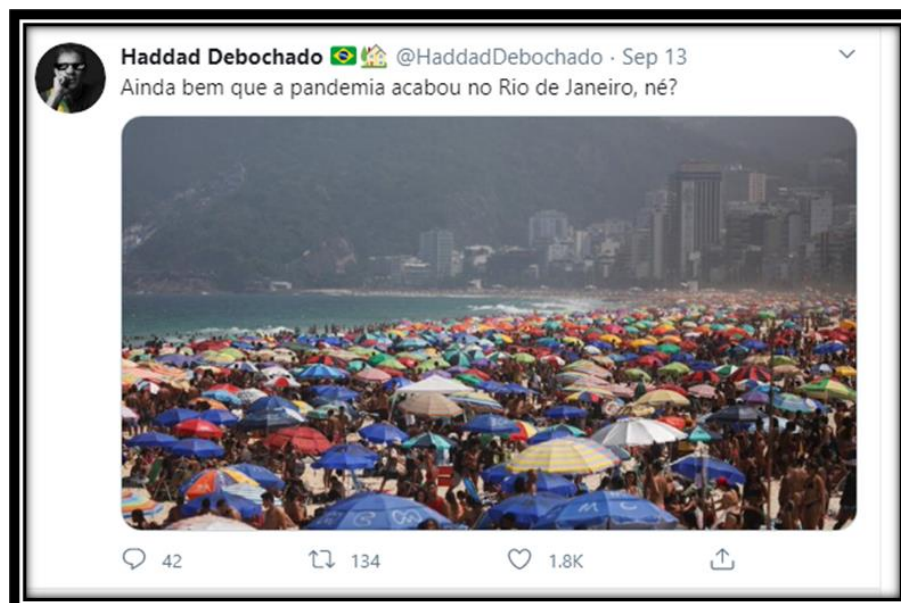 Haddad Debochado 🇧🇷🏡 @HaddadDebochado · Sep 13
Ainda bem que a pandemia acabou no Rio de Janeiro, né?
42 134 1.8K